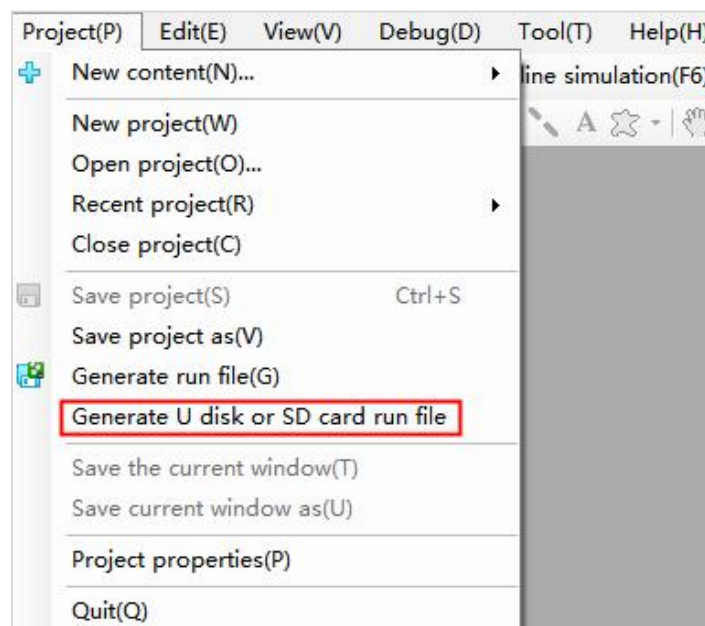 Project(P) Edit(E) View(V) Debug(D) Tool(T) Help(H)
New content(N)...
line simulation(F6)
A
New project(W)
Open project(O)...
Recent project(R)
Close project(C)
Save project(S) Ctrl+S
Save project as(V)
Generate run file(G)
Generate U disk or SD card run file
Save the current window(T)
Save current window as(U)
Project properties(P)
Quit(Q)